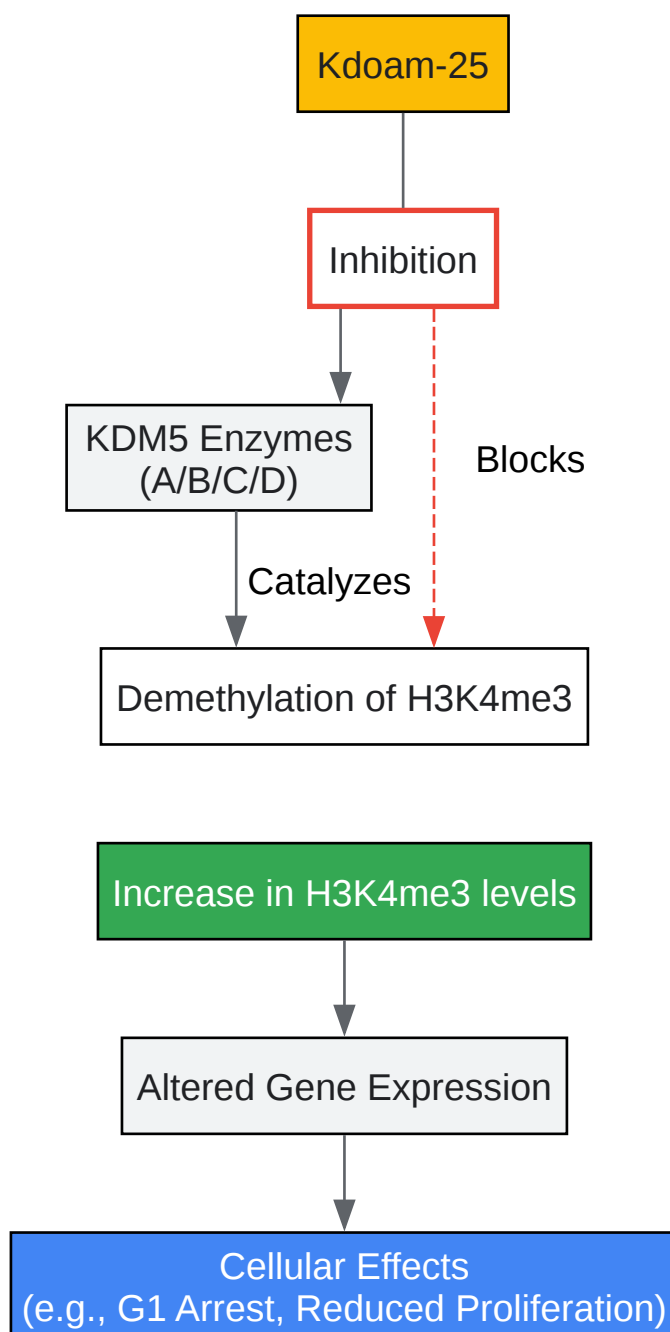 Kdoam-25
Inhibition
KDM5 Enzymes
(A/B/C/D)
Blocks
Catalyzes
Demethylation of H3K4me3
Increase in H3K4me3 levels
Altered Gene Expression
Cellular Effects
(e.g., G1 Arrest, Reduced Proliferation)